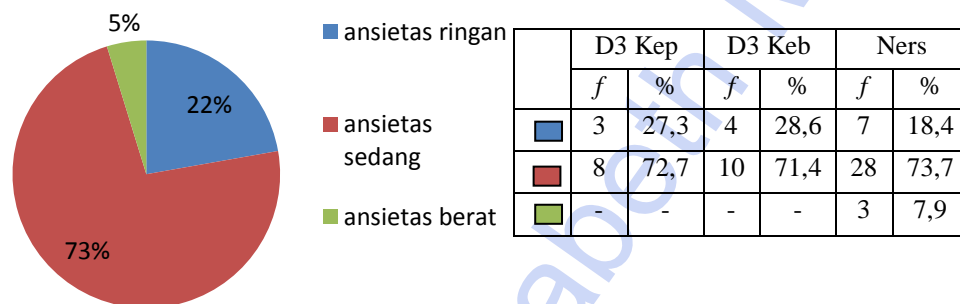 5%
22%
73%
ansietas ringan
ansietas
sedang
ansietas berat
D3 Kep D3 Keb Ners
f % f % f %
3 27,3 4 28,6 7 18,4
8 72,7 10 71,4 28 73,7
- - - - 3 7,9